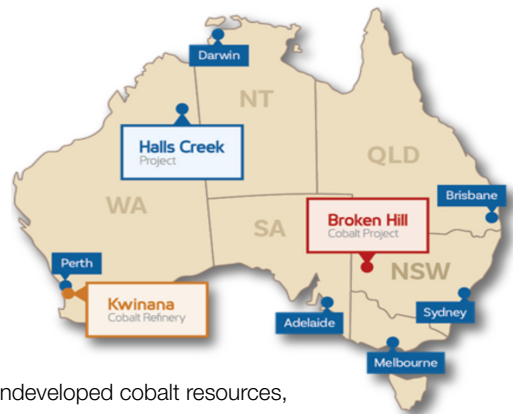 Darwin
NT
Halls Creek
Project
QLD
WA
Brisbane
Broken Hill
Cobalt Project
SA
Perth
NSW
Kwinana
Cobalt Refinery
Sydney
Adelaide
Melbourne
ndeveloped cobalt resources,